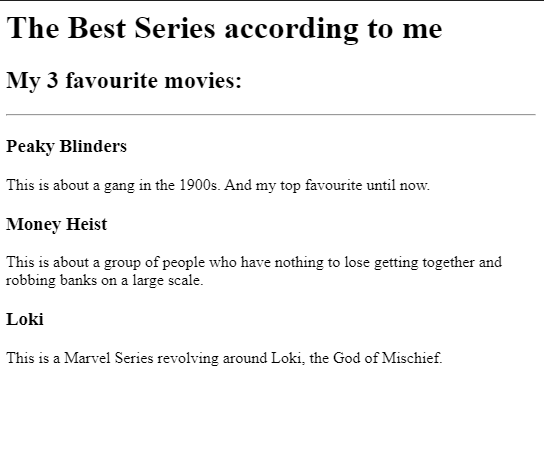 The Best Series according to me
My 3 favourite movies:
Peaky Blinders
This is about a gang in the 1900s. And my top favourite until now.
Money Heist
This is about a group of people who have nothing to lose getting together and
robbing banks on a large scale.
Loki
This is a Marvel Series revolving around Loki, the God of Mischief.